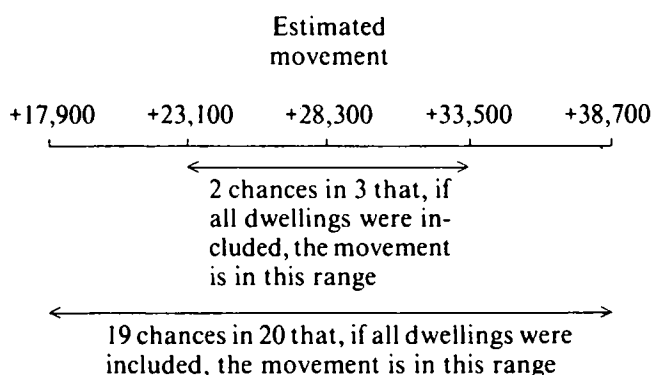 Estimated
movement
+17,900 +23,100 +28,300 +33,500 +38,700
2 chances in 3 that, if
all dwellings were in-
cluded, the movement
is in this range
19 chances in 20 that, if all dwellings were
included, the movement is in this range